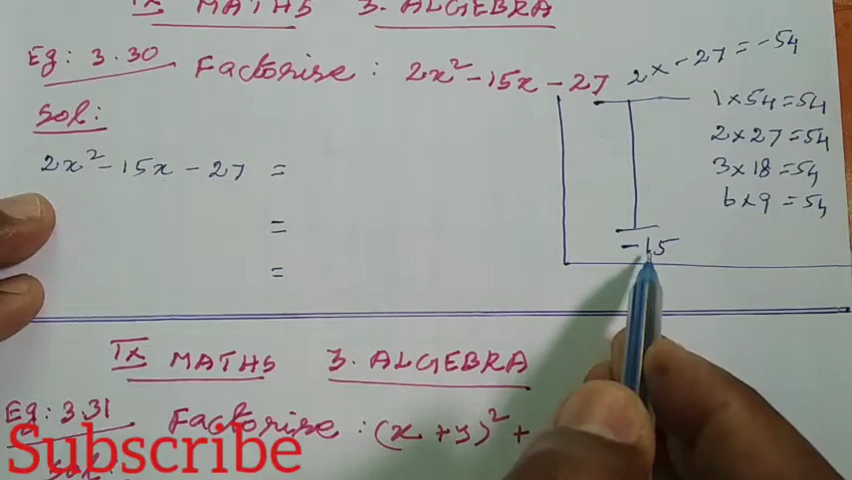 IX MATHS 3. ALGEBRA
Eg: 3.30 Factorise : 2x² - 15x - 27
Sol:
2x² - 15x - 27 =
=
=
2 x -27 = -54
-15
1 x 54 = 54
2 x 27 = 54
3 x 18 = 54
6 x 9 = 54
IX MATHS 3. ALGEBRA
Eg: 3.31 Factorise : (x + y)² +
Sol:
Subscribe